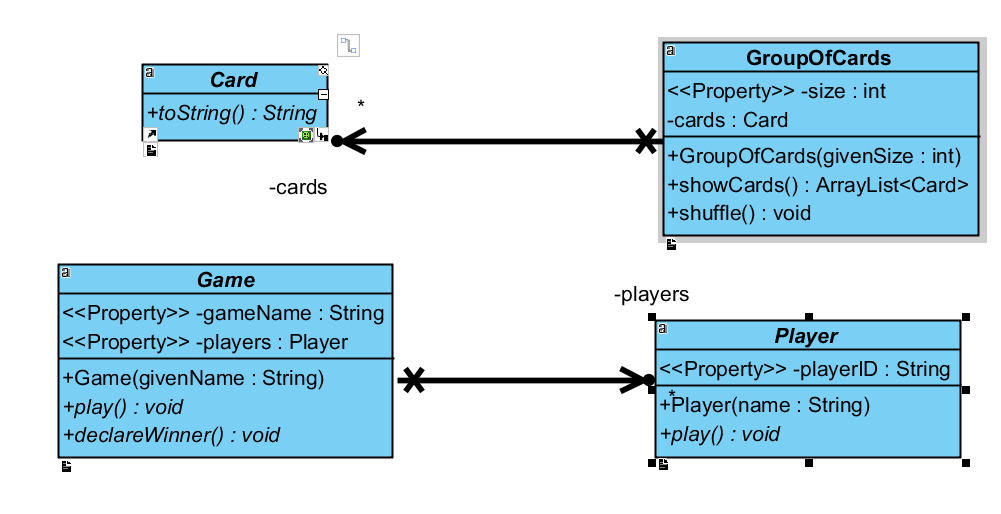 a
Card
+toString() : String
*
-cards
a
GroupOfCards
<<Property>> -size : int
-cards : Card
+GroupOfCards(givenSize : int)
+showCards() : ArrayList<Card>
+shuffle() : void
a
Game
<<Property>> -gameName : String
<<Property>> -players : Player
+Game(givenName : String)
+play() : void
+declareWinner() : void
-players
a
Player
<<Property>> -playerID : String
*
+Player(name : String)
+play() : void